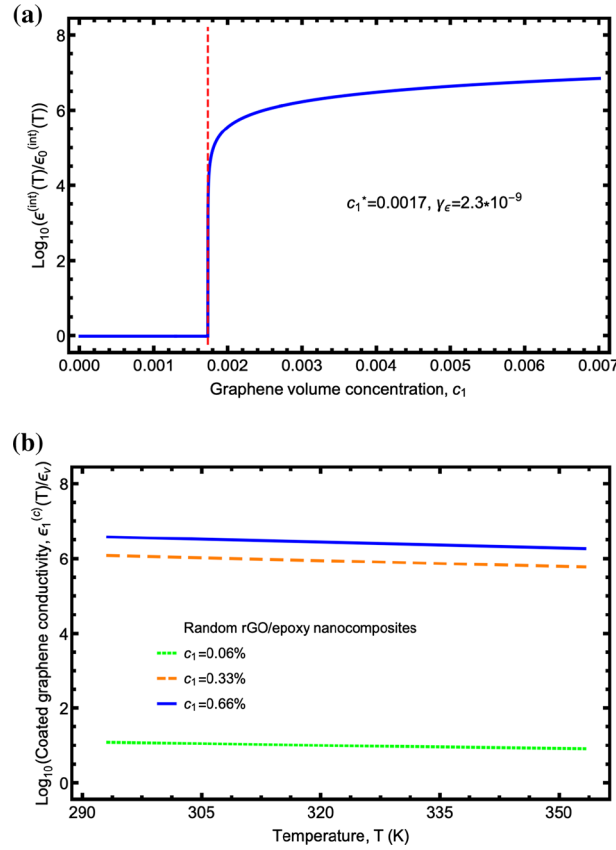 (a)
Log10(ϵ^(int)(T)/ϵ0^(int)(T))
8
6
4
2
0
c1*=0.0017, γϵ=2.3*10^-9
0.000 0.001 0.002 0.003 0.004 0.005 0.006 0.007
Graphene volume concentration, c1
(b)
Log10(Coated graphene conductivity, ϵ1^(c)(T)/ϵv)
8
6
4
2
0
Random rGO/epoxy nanocomposites
c1=0.06%
c1=0.33%
c1=0.66%
290 305 320 335 350
Temperature, T (K)